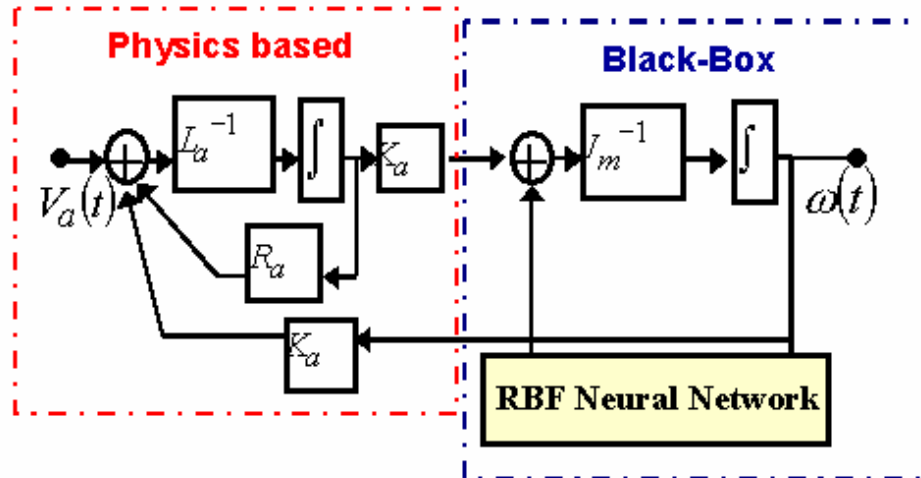 Physics based
Black-Box
Vₐ(t)
Lₐ⁻¹
∫
Kₐ
Jₘ⁻¹
∫
ω(t)
Rₐ
Kₐ
RBF Neural Network